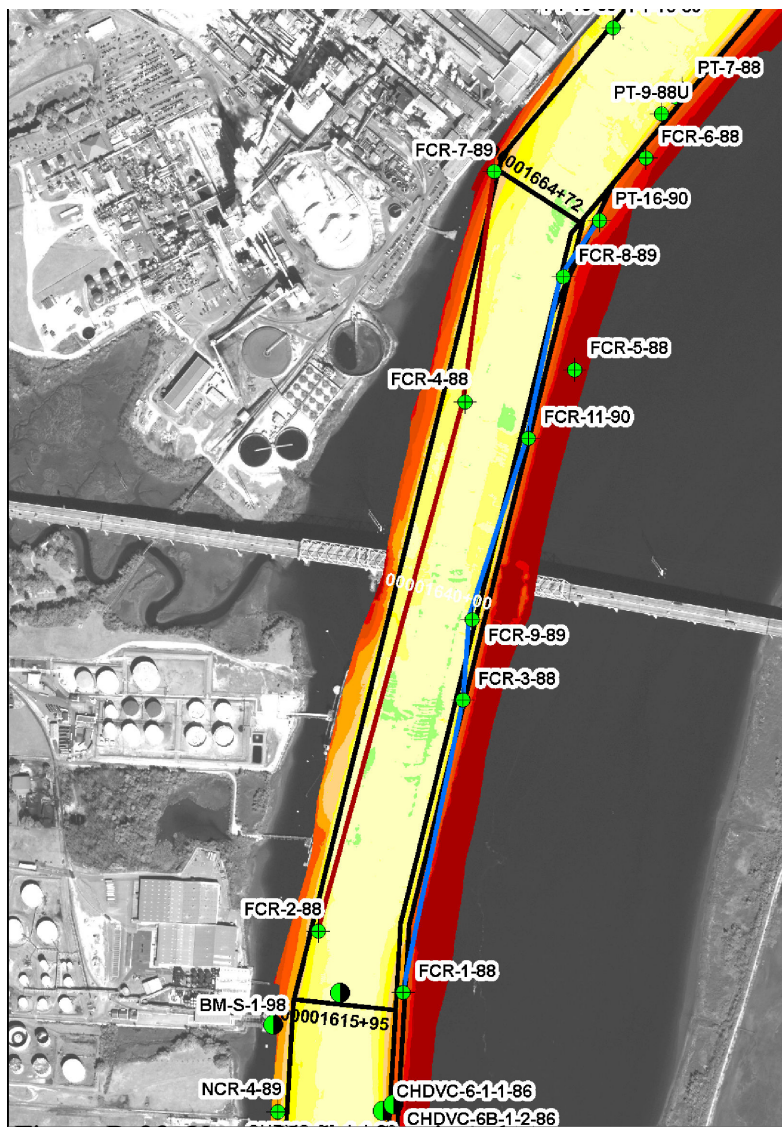 PT-7-88
PT-9-88U
FCR-6-88
FCR-7-89
001664+72
PT-16-90
FCR-8-89
FCR-5-88
FCR-4-88
FCR-11-90
00001640+00
FCR-9-89
FCR-3-88
FCR-2-88
FCR-1-88
BM-S-1-98
00001615+95
NCR-4-89
CHDVC-6-1-1-86
CHDVC-6B-1-2-86